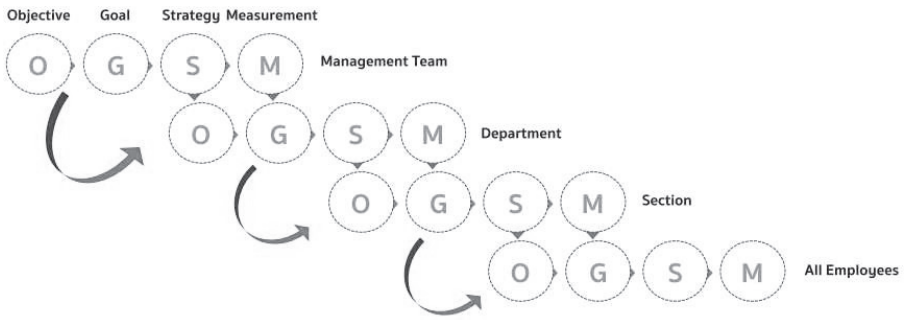 Objective Goal Strategy Measurement
O G S M Management Team
O G S M Department
O G S M Section
O G S M All Employees